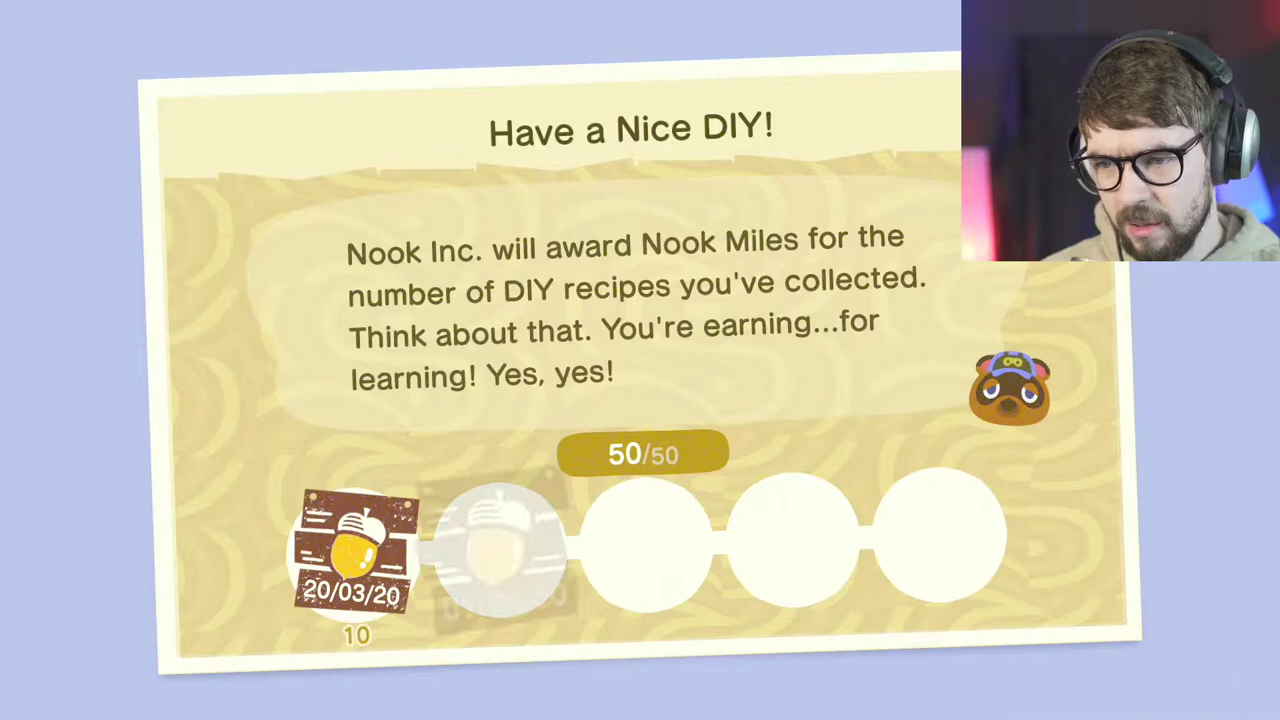 Have a Nice DIY!
Nook Inc. will award Nook Miles for the
number of DIY recipes you've collected.
Think about that. You're earning...for
learning! Yes, yes!
50/50
20/03/20
10